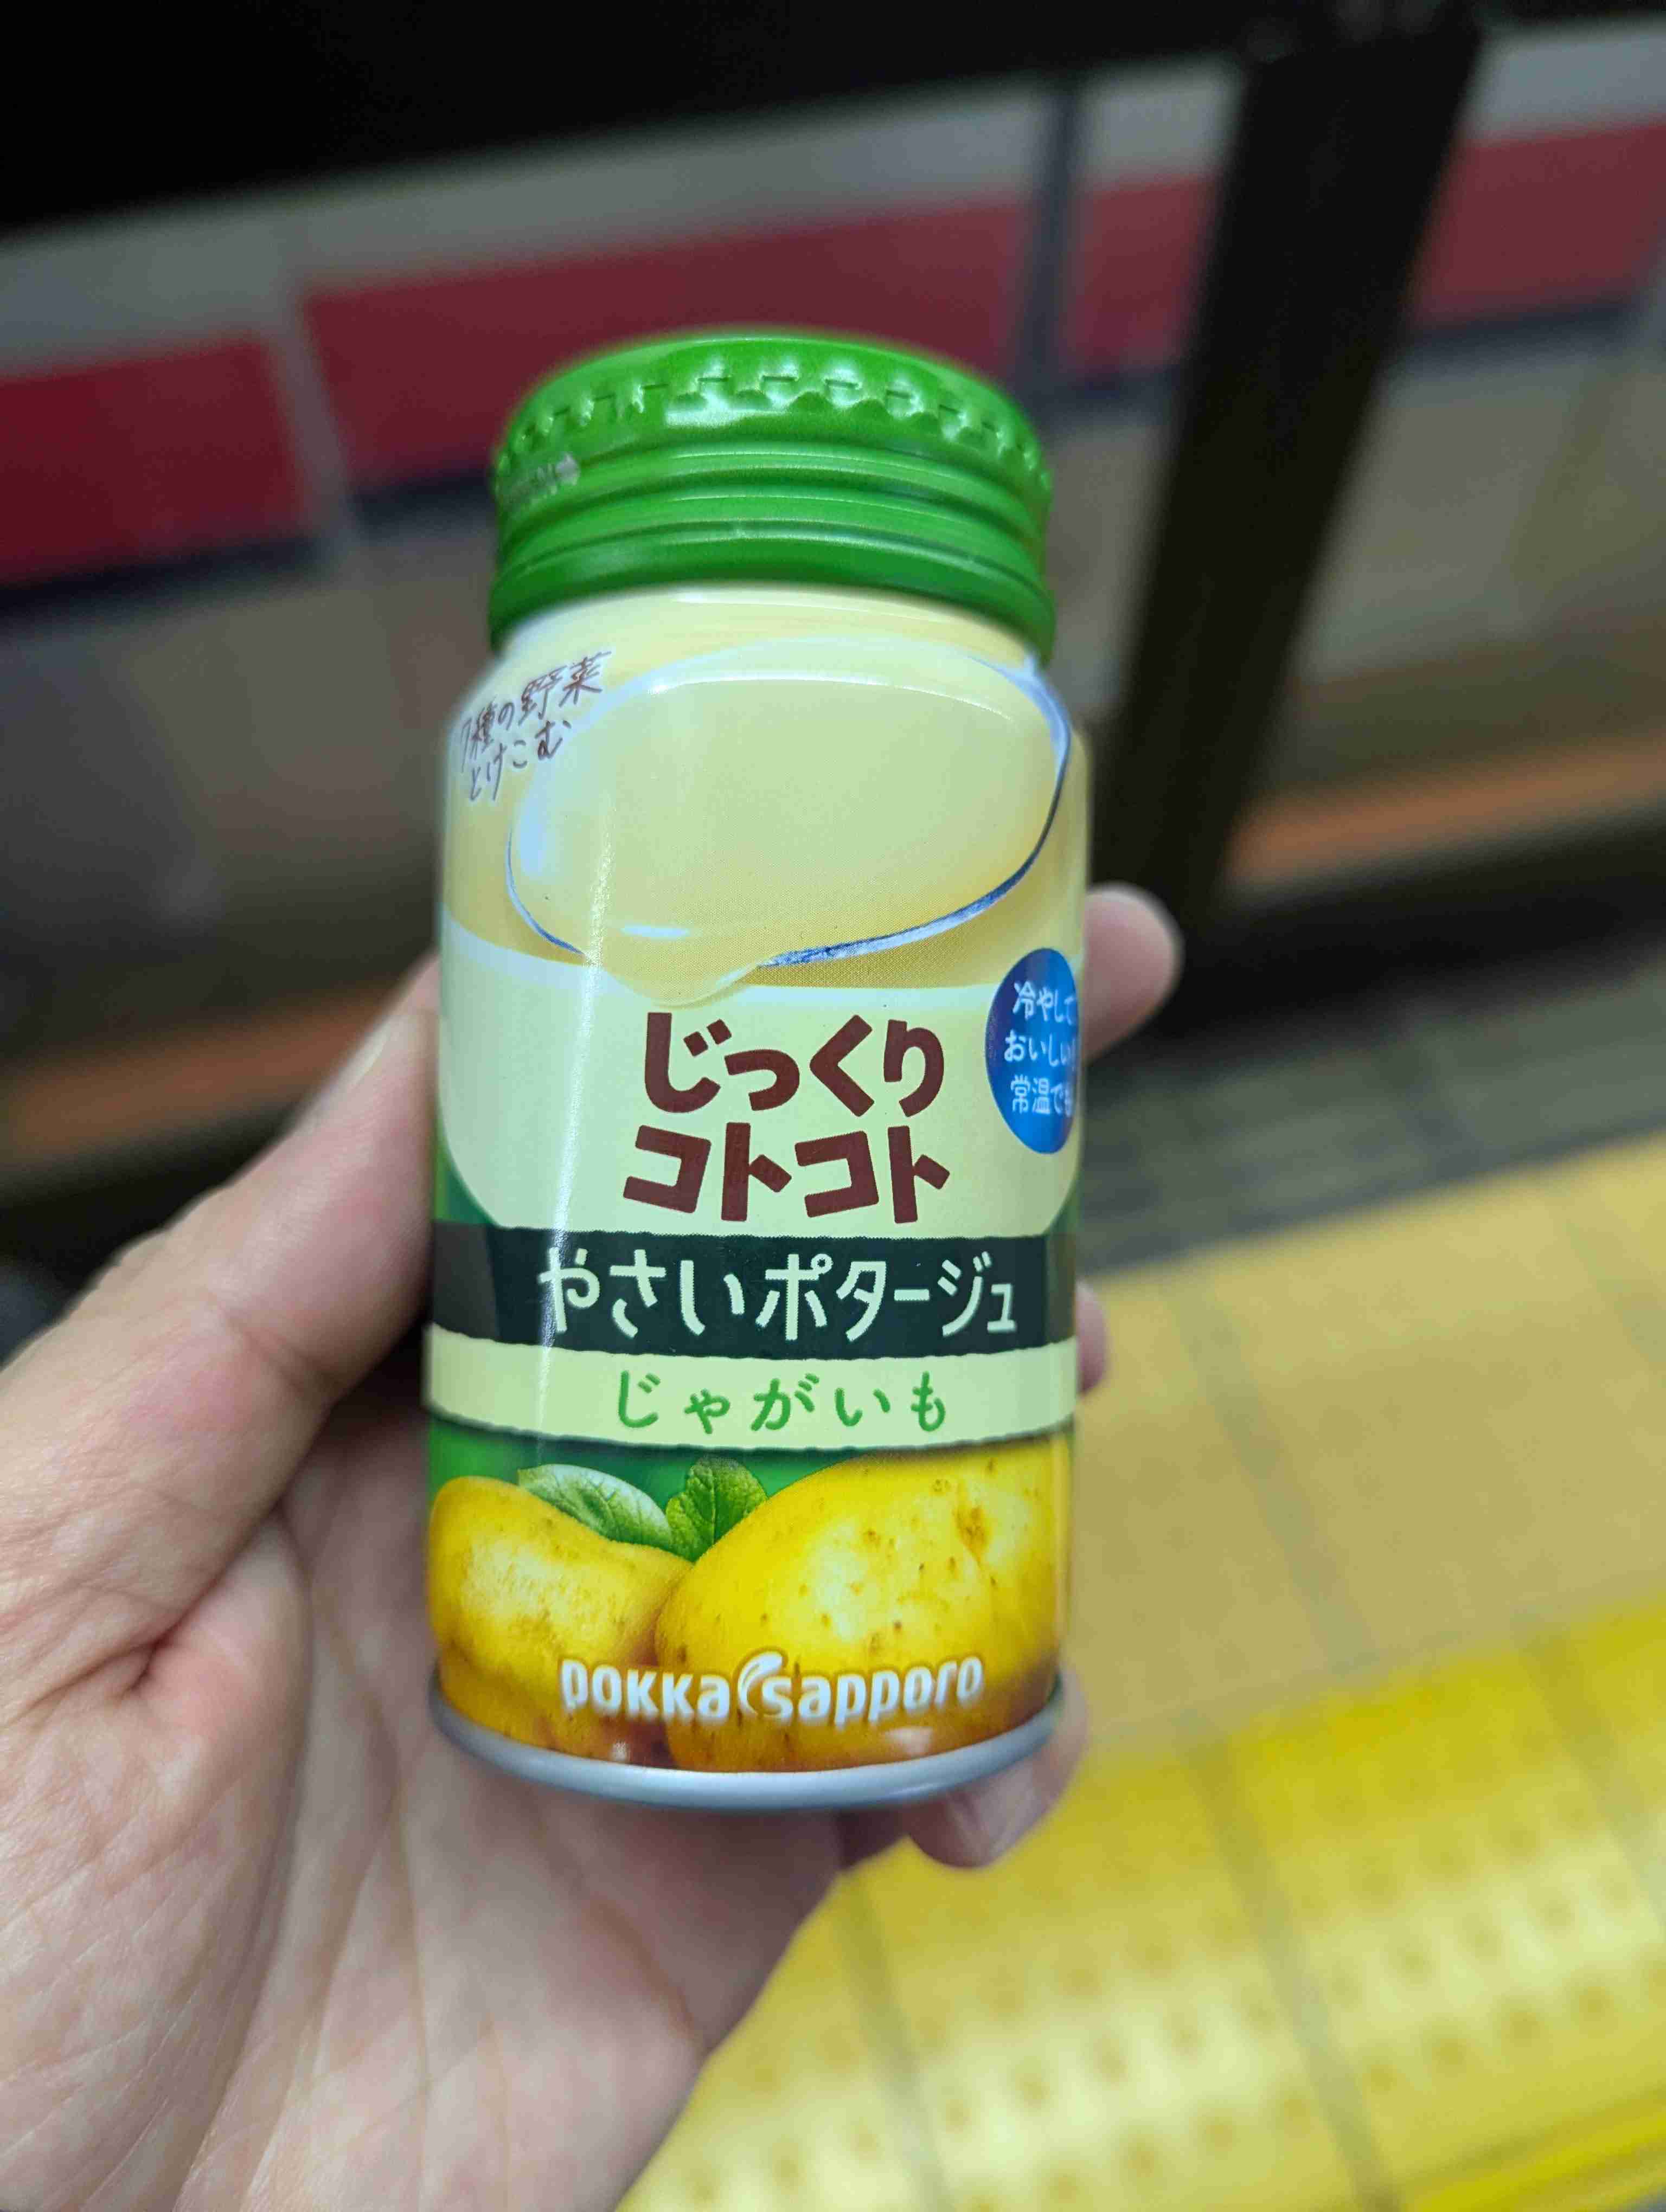 7種の野菜
とけこむ
冷やして
おいしい!
常温でも
じっくり
コトコト
やさいポタージュ
じゃがいも
pokka sapporo